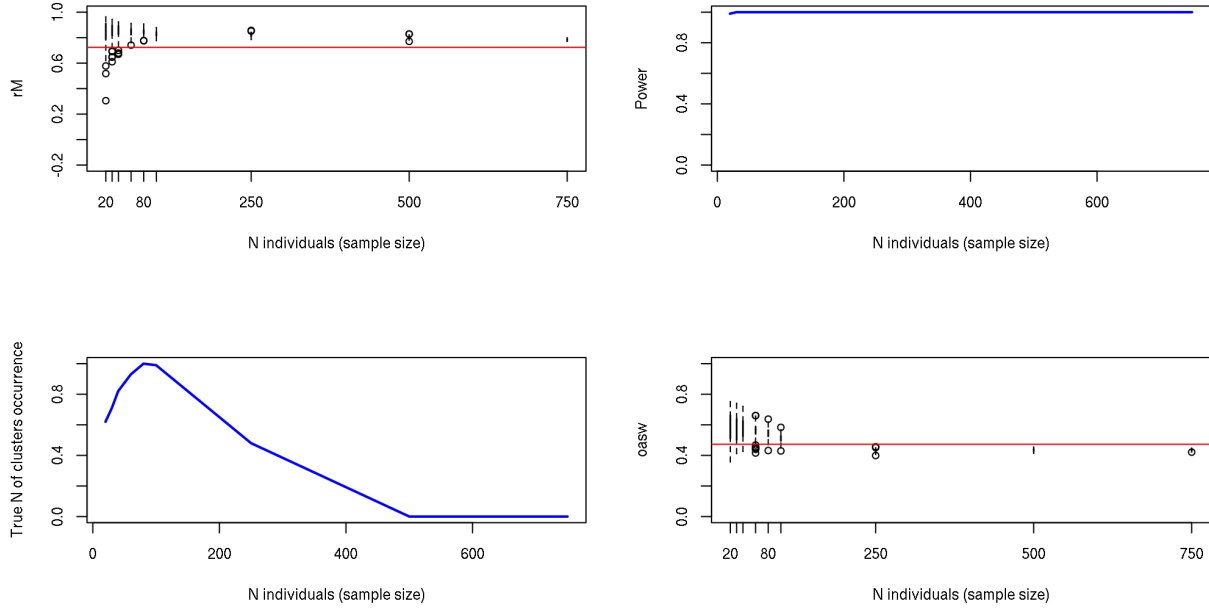 rM
-0.2 0.2 0.6 1.0
20 80 250 500 750
N individuals (sample size)
Power
0.0 0.4 0.8
0 200 400 600
N individuals (sample size)
True N of clusters occurrence
0.0 0.4 0.8
0 200 400 600
N individuals (sample size)
oasw
0.0 0.4 0.8
20 80 250 500 750
N individuals (sample size)